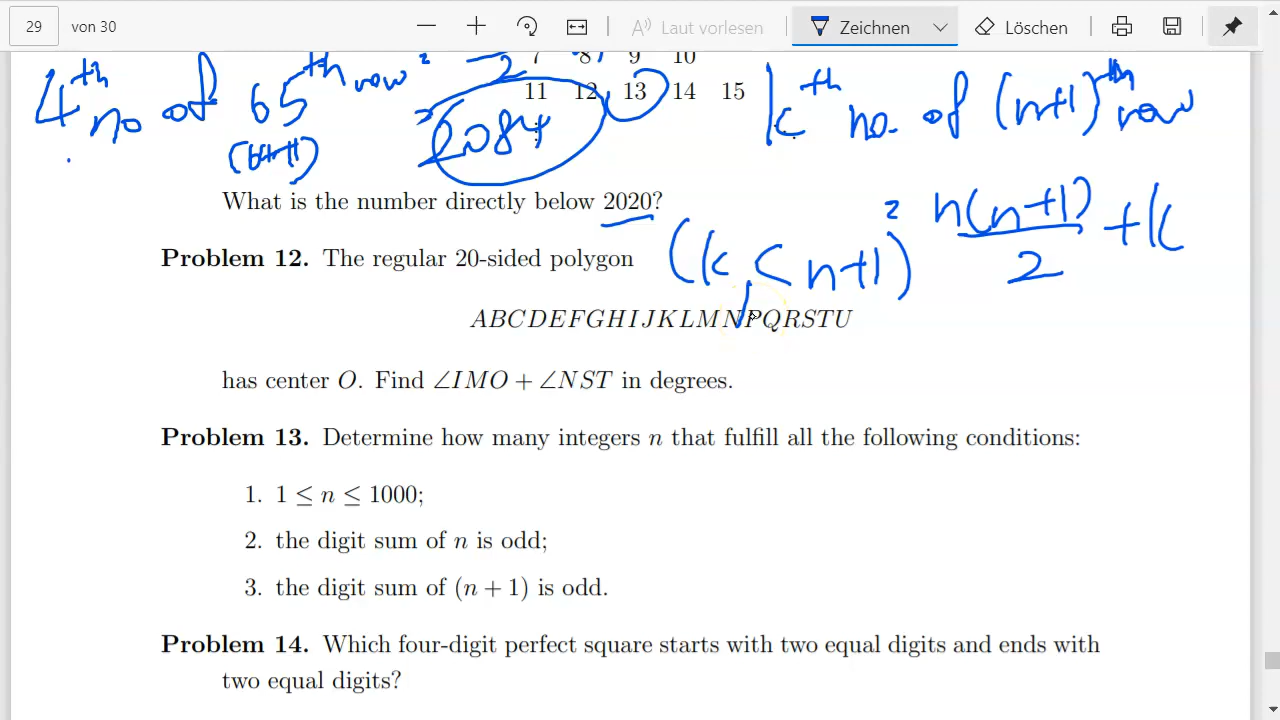 29 von 30 Laut vorlesen Zeichnen Löschen
7 8 9 10
4th no of 65th row
11 12 13 14 15
2084
kth no. of (n+1)th row
(64+1)
What is the number directly below 2020?
n(n+1)/2 + k
(k ≤ n+1)
Problem 12. The regular 20-sided polygon
ABCDEFGHIJKLMNPQRSTU
has center O. Find ∠IMO + ∠NST in degrees.
Problem 13. Determine how many integers n that fulfill all the following conditions:
1. 1 ≤ n ≤ 1000;
2. the digit sum of n is odd;
3. the digit sum of (n + 1) is odd.
Problem 14. Which four-digit perfect square starts with two equal digits and ends with
two equal digits?